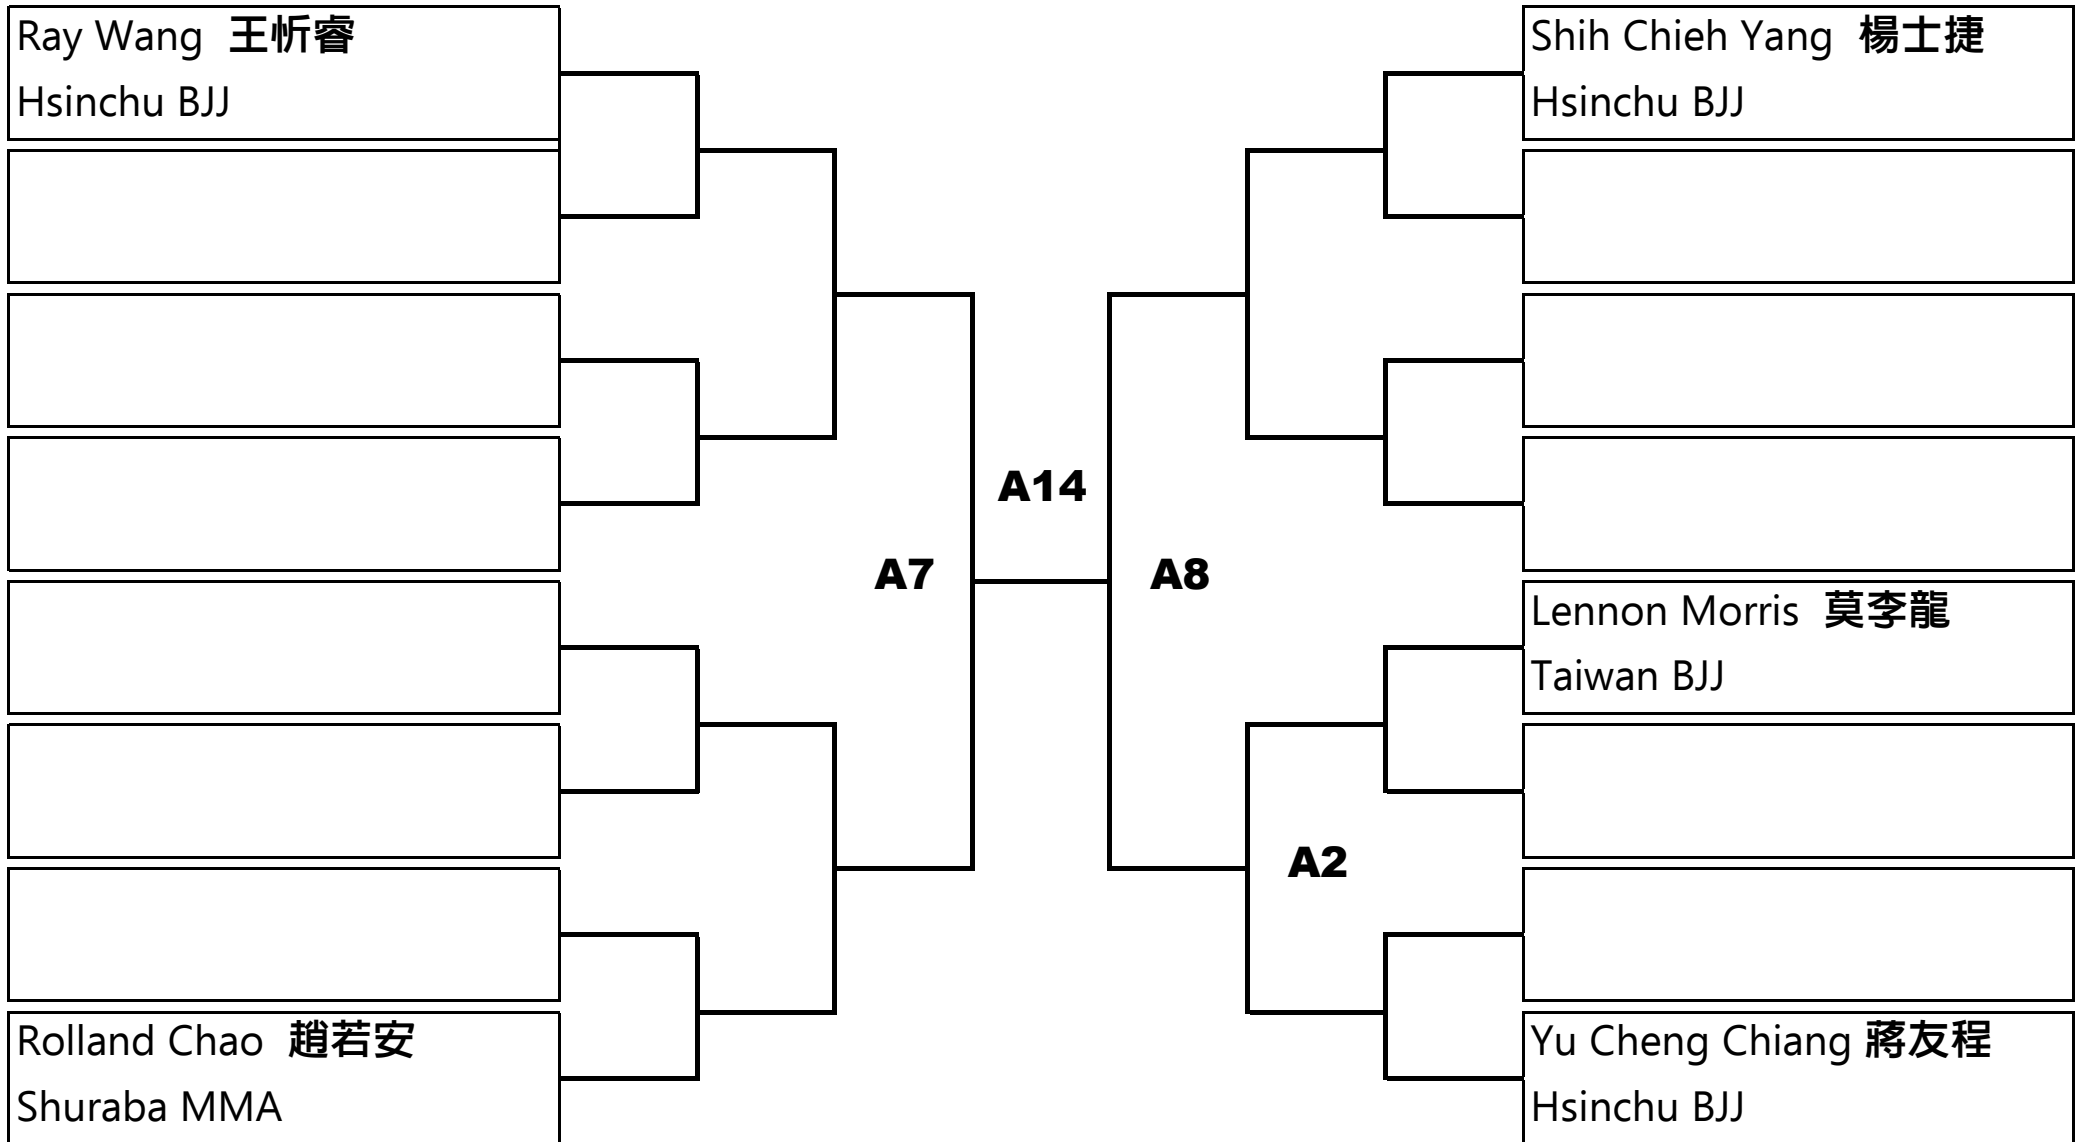 Ray Wang 王忻睿
Hsinchu BJJ
Rolland Chao 趙若安
Shuraba MMA
A7
A14
A8
A2
Shih Chieh Yang 楊士捷
Hsinchu BJJ
Lennon Morris 莫李龍
Taiwan BJJ
Yu Cheng Chiang 蔣友程
Hsinchu BJJ